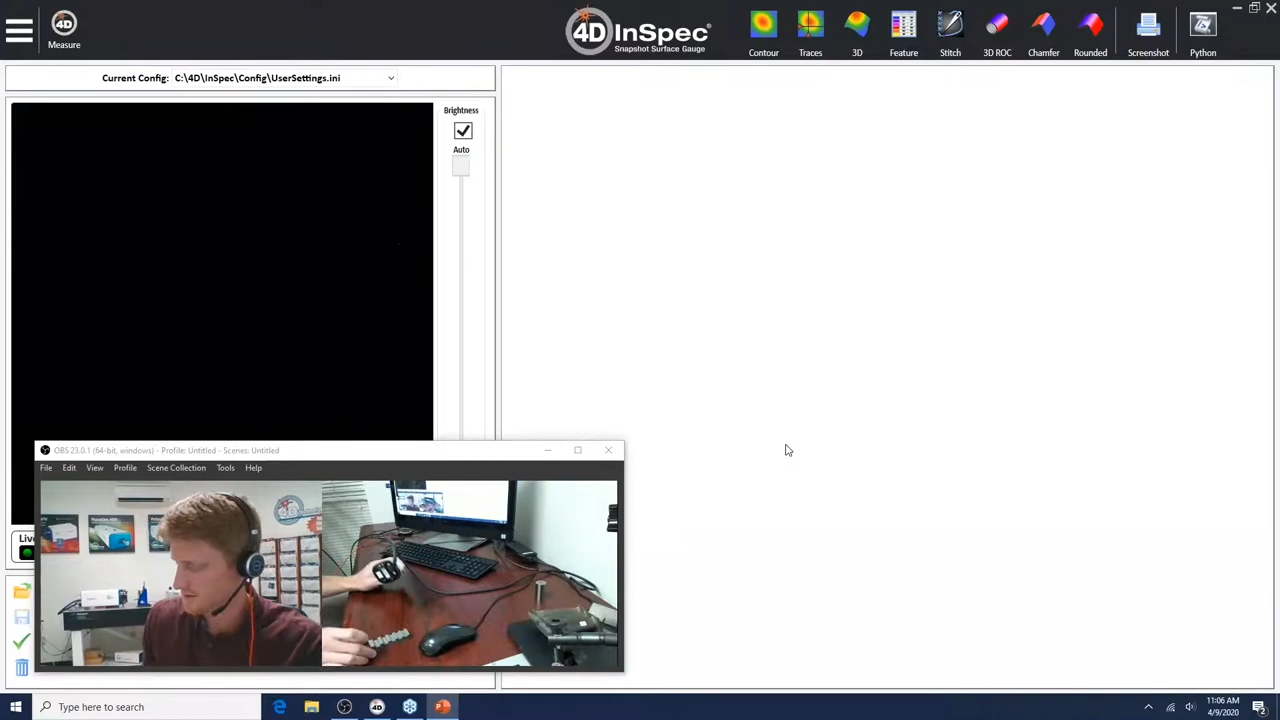 Measure
4D InSpec®
Snapshot Surface Gauge
Contour
Traces
3D
Feature
Stitch
3D ROC
Chamfer
Rounded
Screenshot
Python
Current Config: C:\4D\InSpec\Config\UserSettings.ini
Brightness
Auto
OBS 23.0.1 (64-bit, windows) - Profile: Untitled - Scenes: Untitled
File Edit View Profile Scene Collection Tools Help
Type here to search
4D
11:06 AM
4/9/2020
2